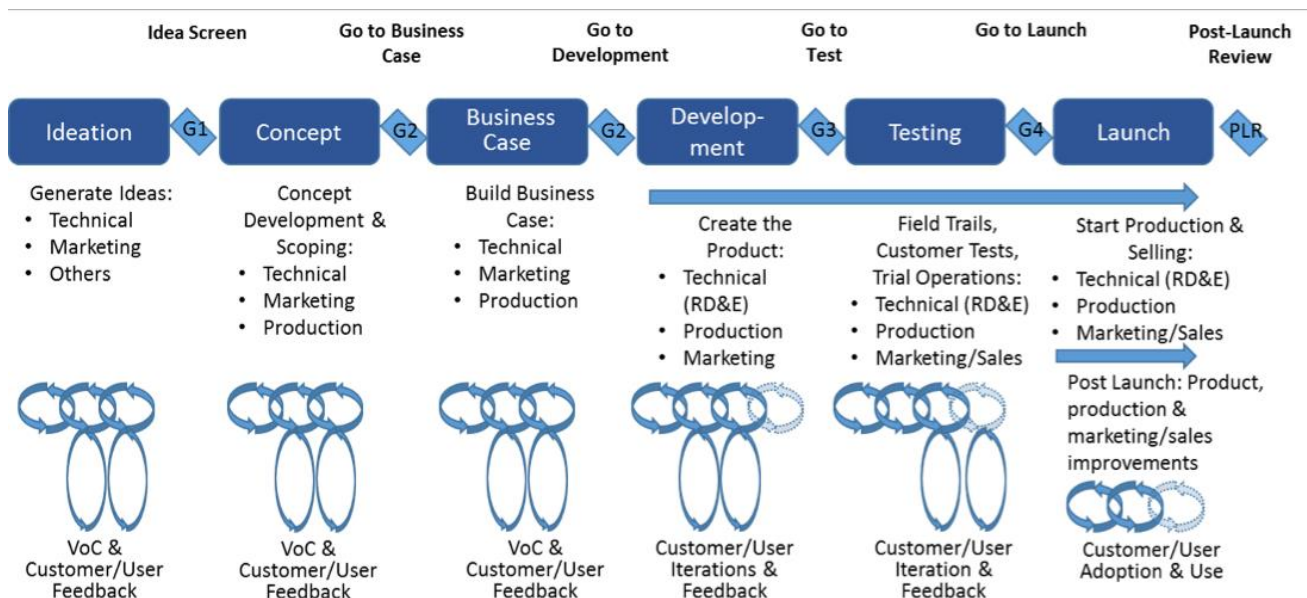 Idea Screen
Go to Business
Case
Go to
Development
Go to
Test
Go to Launch
Post-Launch
Review
Ideation
G1
Concept
G2
Business
Case
G2
Develop-
ment
G3
Testing
G4
Launch
PLR
Generate Ideas:
• Technical
• Marketing
• Others
Concept
Development &
Scoping:
• Technical
• Marketing
• Production
Build Business
Case:
• Technical
• Marketing
• Production
Create the
Product:
• Technical
(RD&E)
• Production
• Marketing
Field Trails,
Customer Tests,
Trial Operations:
• Technical (RD&E)
• Production
• Marketing/Sales
Start Production &
Selling:
• Technical (RD&E)
• Production
• Marketing/Sales
Post Launch: Product,
production &
marketing/sales
improvements
VoC &
Customer/User
Feedback
VoC &
Customer/User
Feedback
VoC &
Customer/User
Feedback
Customer/User
Iterations &
Feedback
Customer/User
Iteration &
Feedback
Customer/User
Adoption & Use